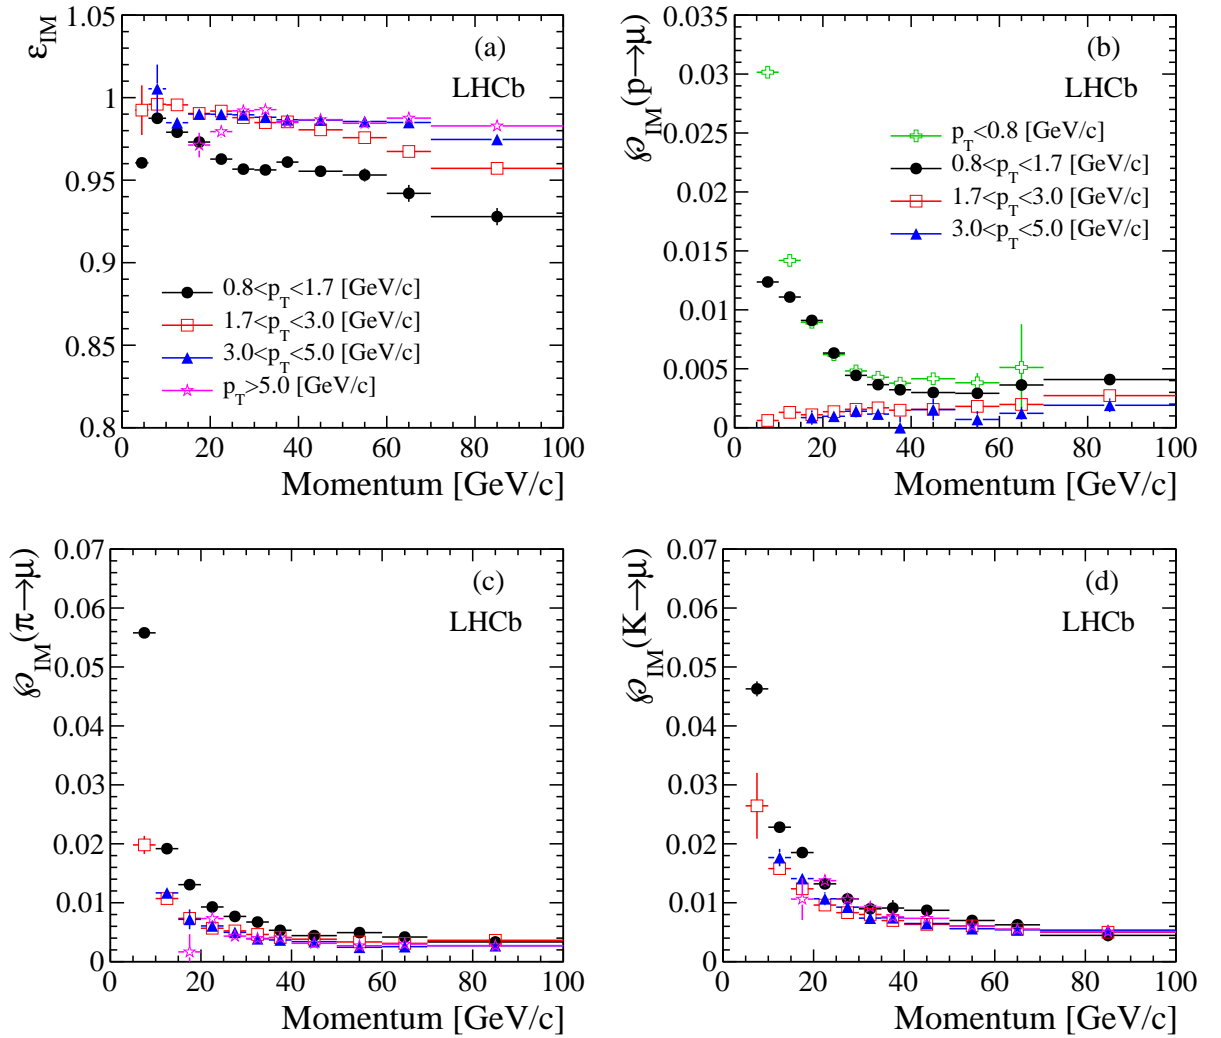 ε_IM
(a)
LHCb
1.05
1
0.95
0.9
0.85
0.8
0.8<p_T<1.7 [GeV/c]
1.7<p_T<3.0 [GeV/c]
3.0<p_T<5.0 [GeV/c]
p_T>5.0 [GeV/c]
0 20 40 60 80 100
Momentum [GeV/c]
℘_IM(p→μ)
(b)
LHCb
0.035
0.03
0.025
0.02
0.015
0.01
0.005
0
p_T<0.8 [GeV/c]
0.8<p_T<1.7 [GeV/c]
1.7<p_T<3.0 [GeV/c]
3.0<p_T<5.0 [GeV/c]
0 20 40 60 80 100
Momentum [GeV/c]
℘_IM(π→μ)
(c)
LHCb
0.07
0.06
0.05
0.04
0.03
0.02
0.01
0
0 20 40 60 80 100
Momentum [GeV/c]
℘_IM(K→μ)
(d)
LHCb
0.07
0.06
0.05
0.04
0.03
0.02
0.01
0
0 20 40 60 80 100
Momentum [GeV/c]